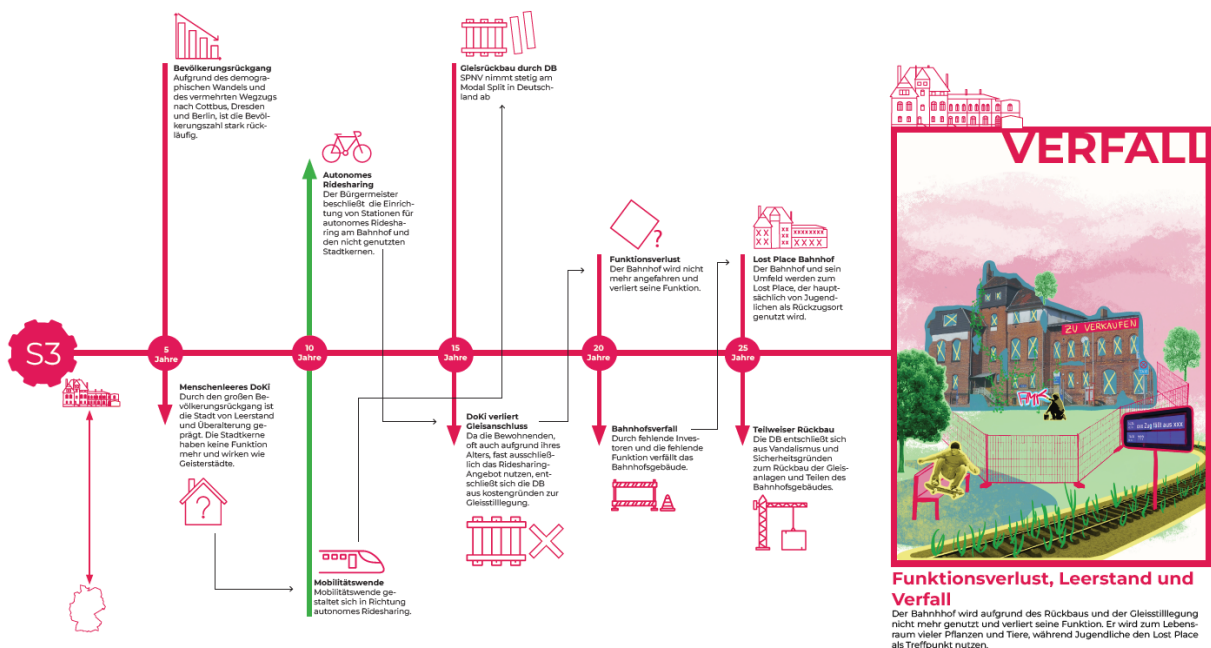 S3
5
Jahre
Bevölkerungsrückgang
Aufgrund des demogra-
phischen Wandels und
des vermehrten Wegzugs
nach Cottbus, Dresden
und Berlin, ist die Bevöl-
kerungszahl stark rück-
läufig.
Menschenleeres DoKi
Durch den großen Be-
völkerungsrückgang ist
die Stadt von Leerstand
und Überalterung ge-
prägt. Die Stadtkerne
haben keine Funktion
mehr und wirken wie
Geisterstädte.
?
10
Jahre
Autonomes
Ridesharing
Der Bürgermeister
beschließt die Einrich-
tung von Stationen für
autonomes Ridesha-
ring am Bahnhof und
den nicht genutzten
Stadtkernen.
Mobilitätswende
Mobilitätswende ge-
staltet sich in Richtung
autonomes Ridesharing.
15
Jahre
Gleisrückbau durch DB
SPNV nimmt stetig am
Modal Split in Deutsch-
land ab
DoKi verliert
Gleisanschluss
Da die Bewohnenden,
oft auch aufgrund ihres
Alters, fast ausschließ-
lich das Ridesharing-
Angebot nutzen, ent-
schließt sich die DB
aus kostengründen zur
Gleisstilllegung.
20
Jahre
?
Funktionsverlust
Der Bahnhof wird nicht
mehr angefahren und
verliert seine Funktion.
Bahnhofsverfall
Durch fehlende Inves-
toren und die fehlende
Funktion verfällt das
Bahnhofsgebäude.
25
Jahre
Lost Place Bahnhof
Der Bahnhof und sein
Umfeld werden zum
Lost Place, der haupt-
sächlich von Jugend-
lichen als Rückzugsort
genutzt wird.
Teilweiser Rückbau
Die DB entschließt sich
aus Vandalismus und
Sicherheitsgründen
zum Rückbau der Gleis-
anlagen und Teilen des
Bahnhofsgebäudes.
VERFALL
ZU VERKAUFEN
xxx Zug fällt aus xxx
Funktionsverlust, Leerstand und
Verfall
Der Bahnhhof wird aufgrund des Rückbaus und der Gleisstilllegung
nicht mehr genutzt und verliert seine Funktion. Er wird zum Lebens-
raum vieler Pflanzen und Tiere, während Jugendliche den Lost Place
als Treffpunkt nutzen.